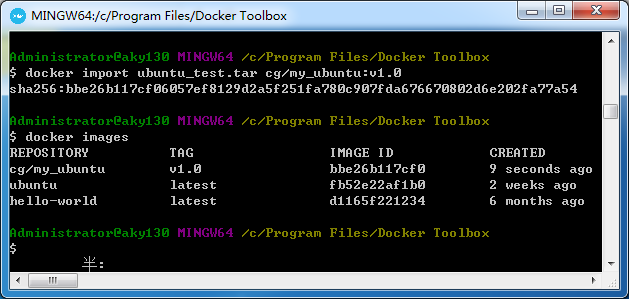 MINGW64:/c/Program Files/Docker Toolbox
Administrator@aky130 MINGW64 /c/Program Files/Docker Toolbox
$ docker import ubuntu_test.tar cg/my_ubuntu:v1.0
sha256:bbe26b117cf06057ef8129d2a5f251fa780c907fda676670802d6e202fa77a54
Administrator@aky130 MINGW64 /c/Program Files/Docker Toolbox
$ docker images
REPOSITORY TAG IMAGE ID CREATED
cg/my_ubuntu v1.0 bbe26b117cf0 9 seconds ago
ubuntu latest fb52e22af1b0 2 weeks ago
hello-world latest d1165f221234 6 months ago
Administrator@aky130 MINGW64 /c/Program Files/Docker Toolbox
$
半: